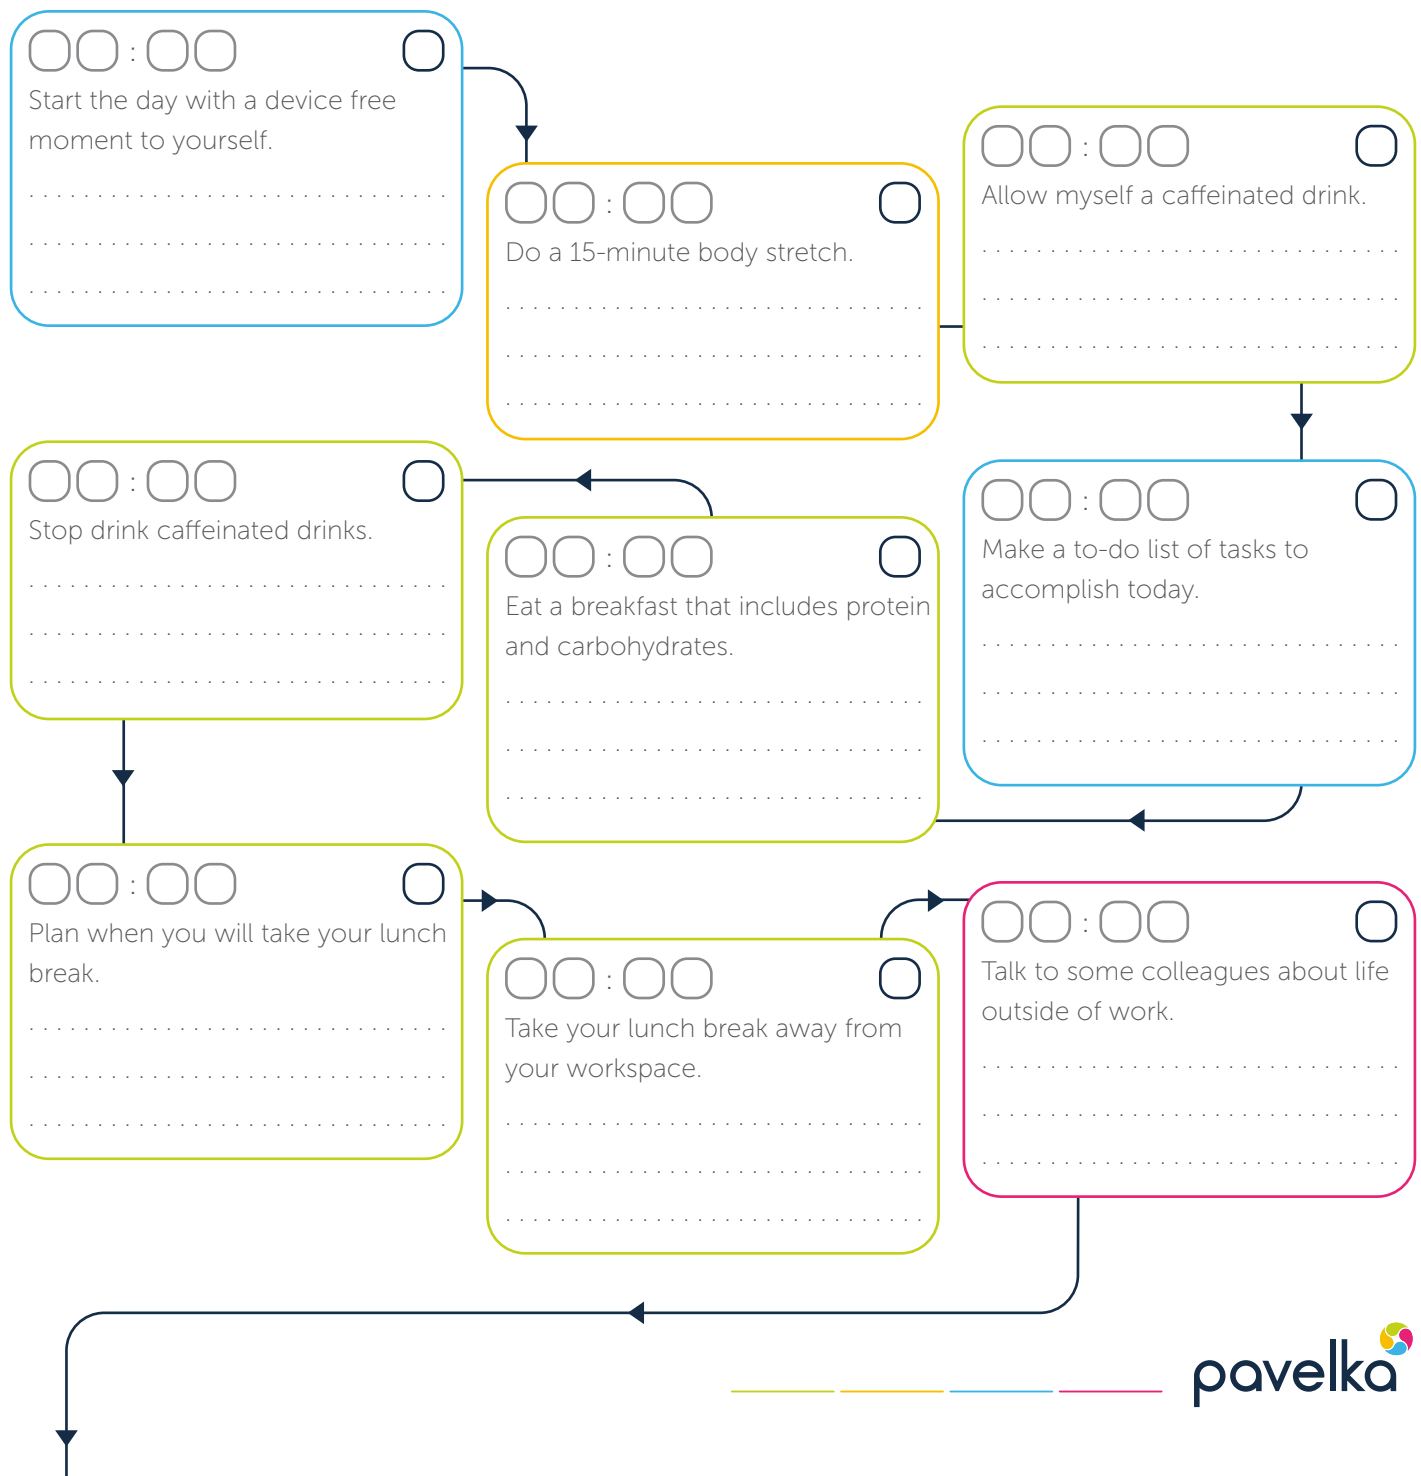 :
Start the day with a device free
moment to yourself.
:
Do a 15-minute body stretch.
:
Allow myself a caffeinated drink.
:
Make a to-do list of tasks to
accomplish today.
:
Eat a breakfast that includes protein
and carbohydrates.
:
Stop drink caffeinated drinks.
:
Plan when you will take your lunch
break.
:
Take your lunch break away from
your workspace.
:
Talk to some colleagues about life
outside of work.
pavelka